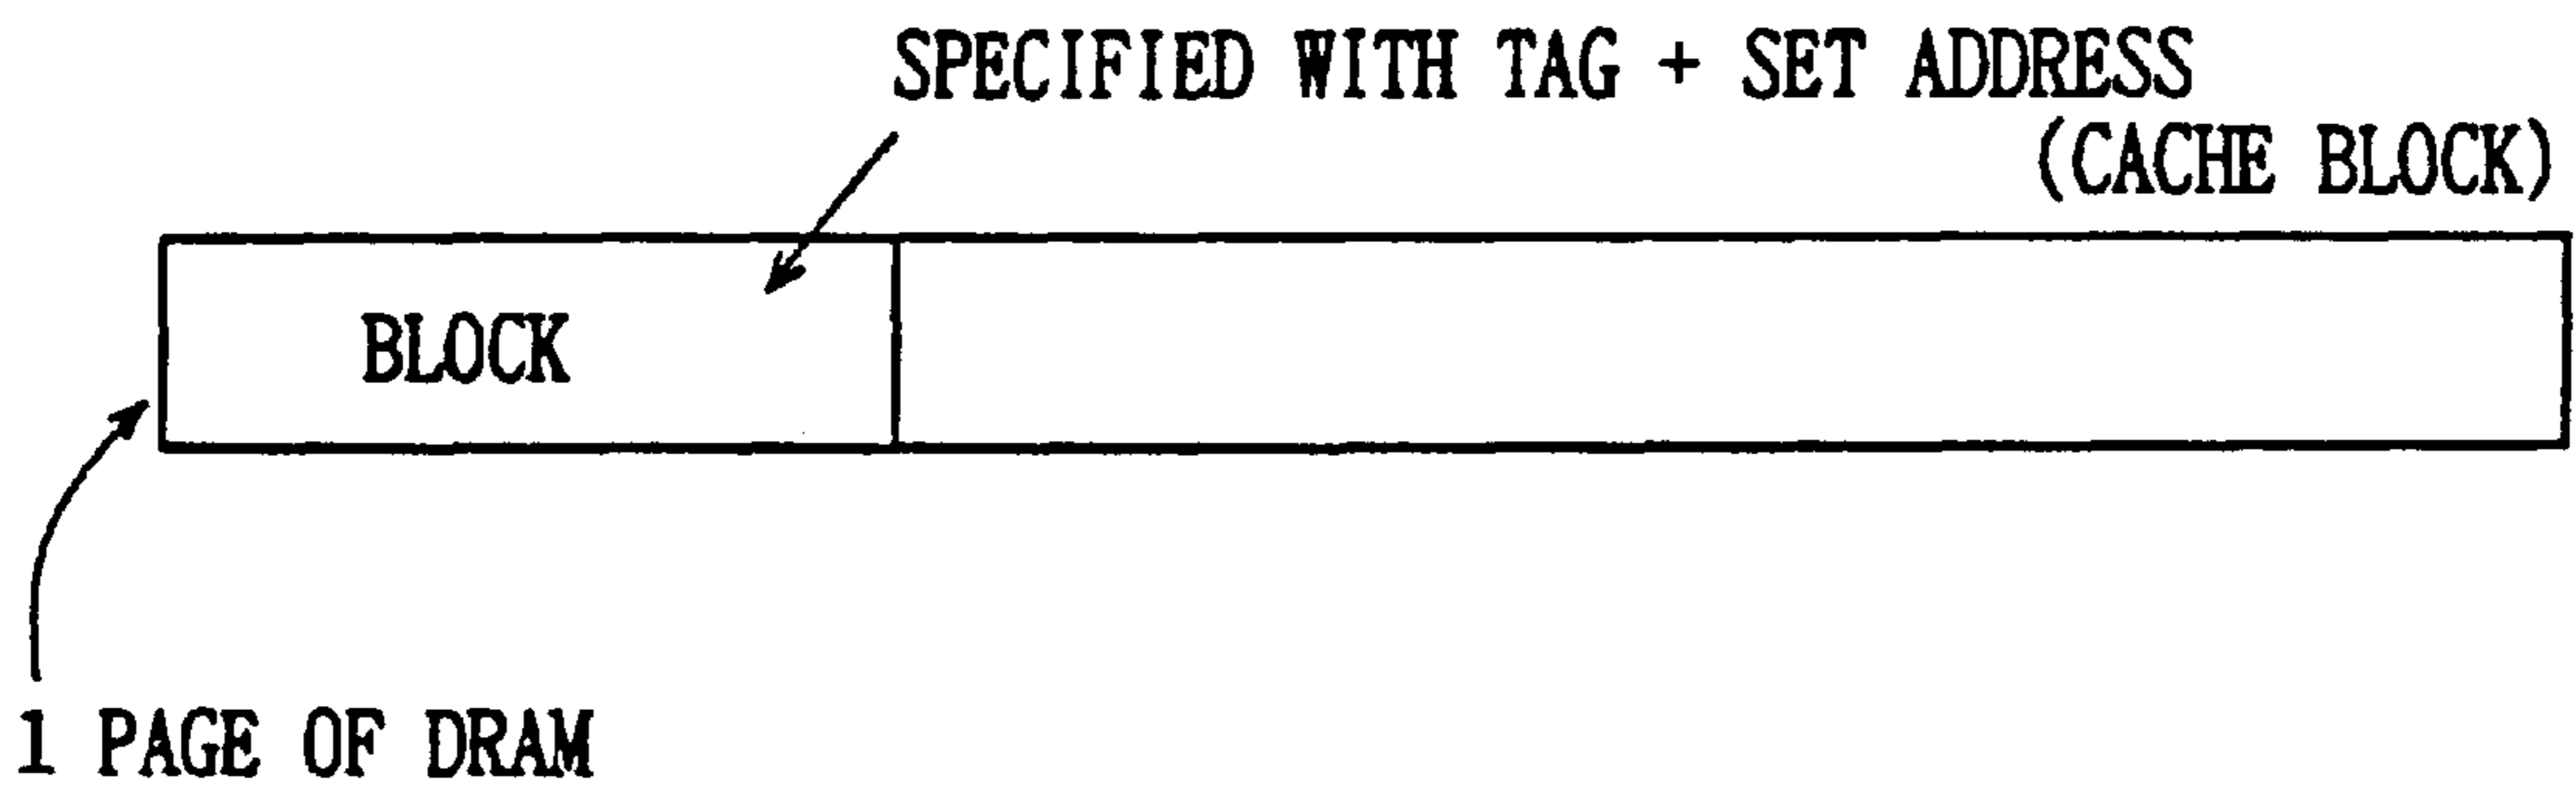 SPECIFIED WITH TAG + SET ADDRESS
(CACHE BLOCK)
BLOCK
1 PAGE OF DRAM